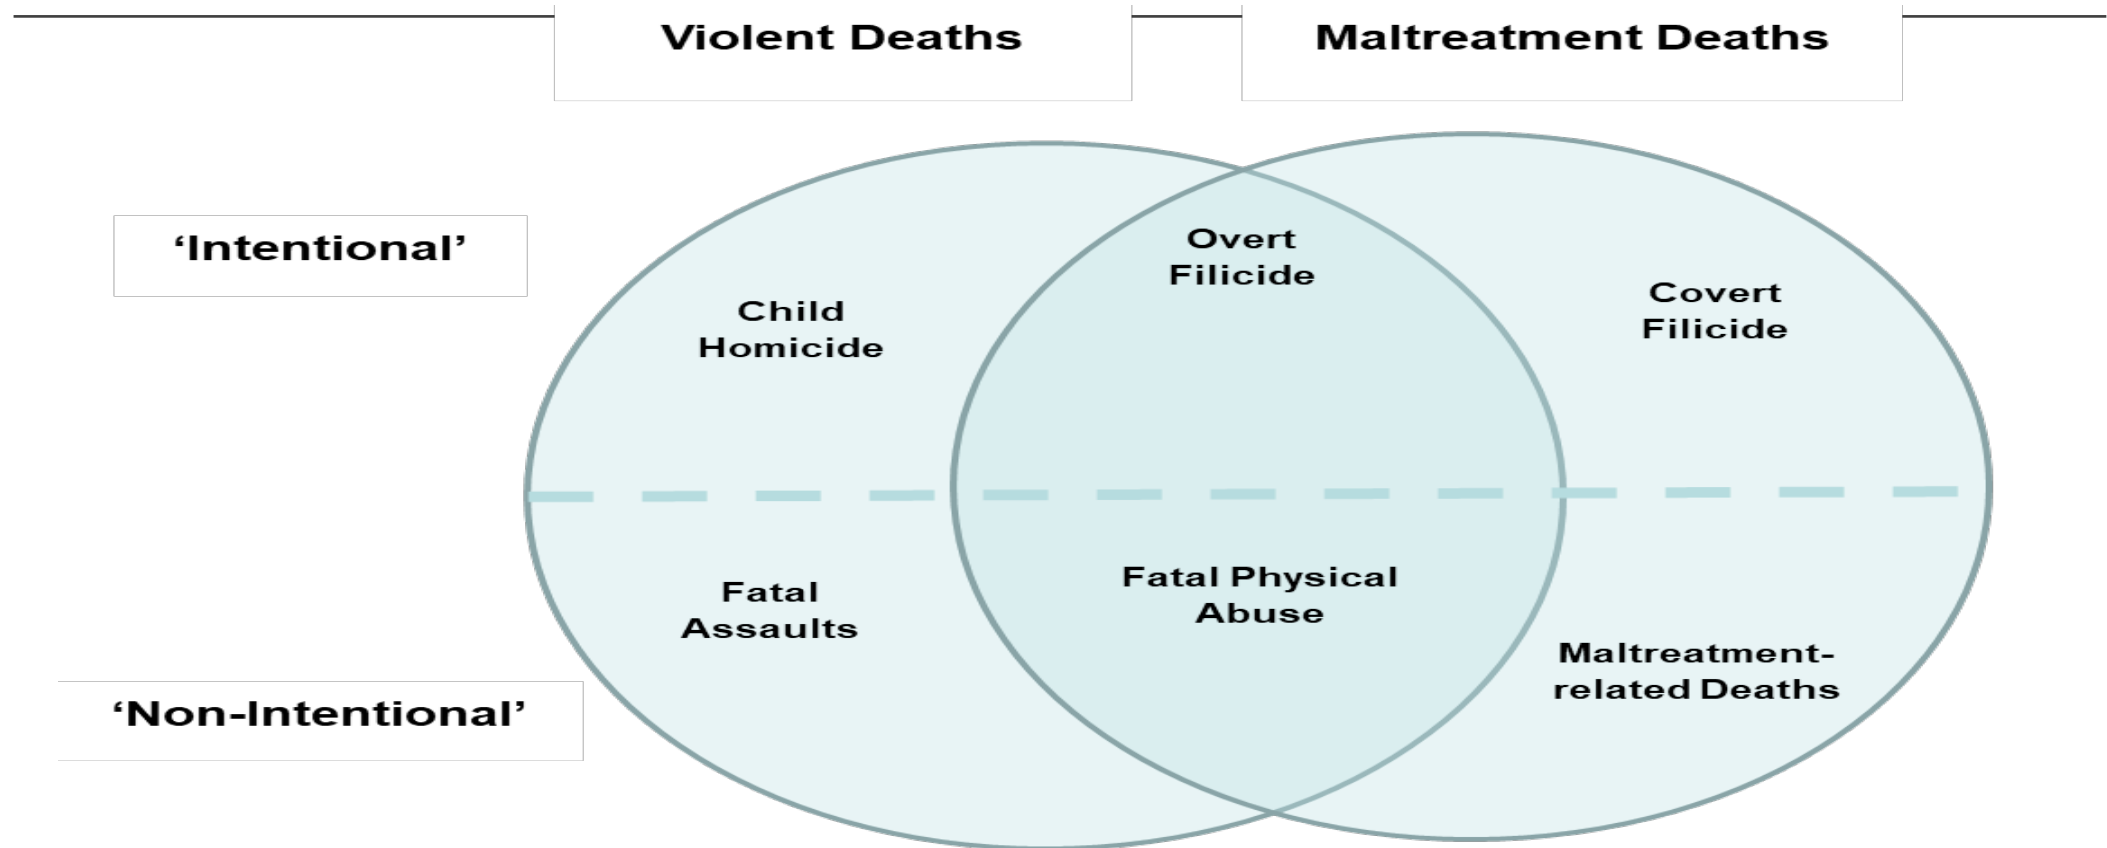 Violent Deaths
Maltreatment Deaths
‘Intentional’
Overt
Filicide
Child
Homicide
Covert
Filicide
Fatal
Assaults
Fatal Physical
Abuse
Maltreatment-
related Deaths
‘Non-Intentional’